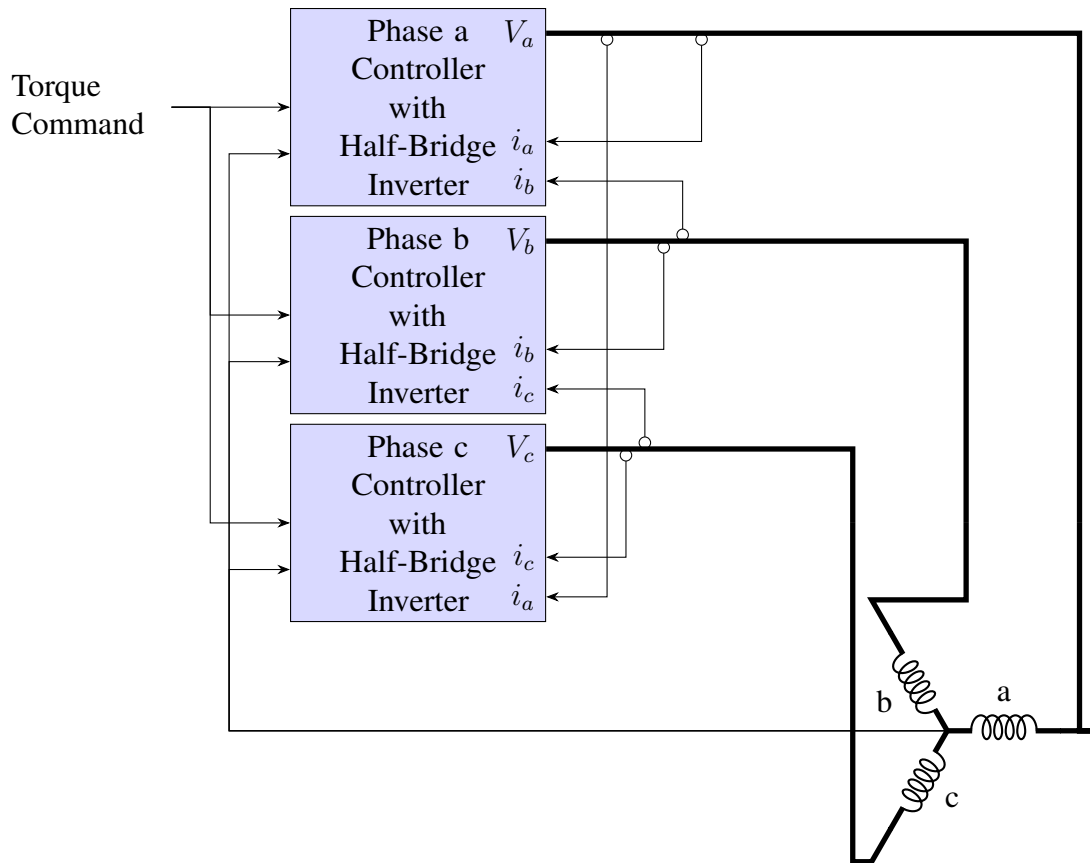 Torque
Command
Phase a
Controller
with
Half-Bridge
Inverter
V_a
i_a
i_b
Phase b
Controller
with
Half-Bridge
Inverter
V_b
i_b
i_c
Phase c
Controller
with
Half-Bridge
Inverter
V_c
i_c
i_a
a
b
c